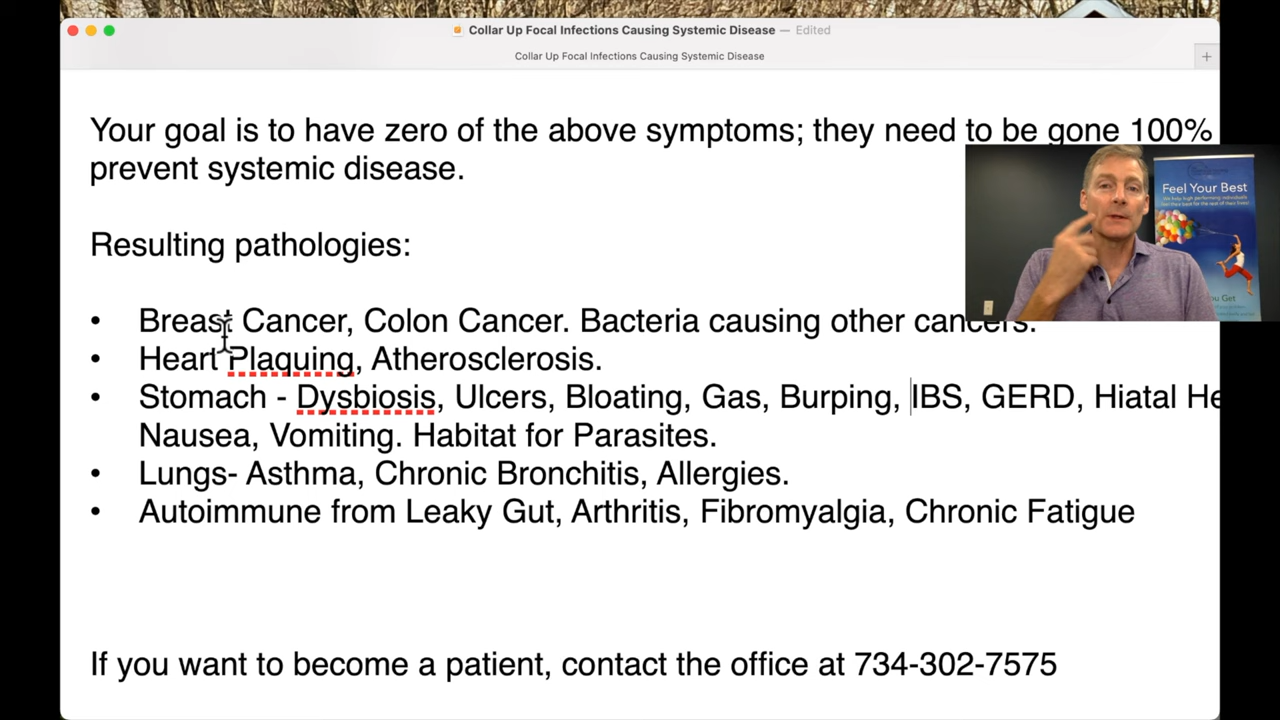 Collar Up Focal Infections Causing Systemic Disease — Edited
Collar Up Focal Infections Causing Systemic Disease
Your goal is to have zero of the above symptoms; they need to be gone 100%
prevent systemic disease.
Feel Your Best
Resulting pathologies:
• Breast Cancer, Colon Cancer. Bacteria causing other cancers.
• Heart Plaquing, Atherosclerosis.
• Stomach - Dysbiosis, Ulcers, Bloating, Gas, Burping, IBS, GERD, Hiatal He
Nausea, Vomiting. Habitat for Parasites.
• Lungs- Asthma, Chronic Bronchitis, Allergies.
• Autoimmune from Leaky Gut, Arthritis, Fibromyalgia, Chronic Fatigue
If you want to become a patient, contact the office at 734-302-7575